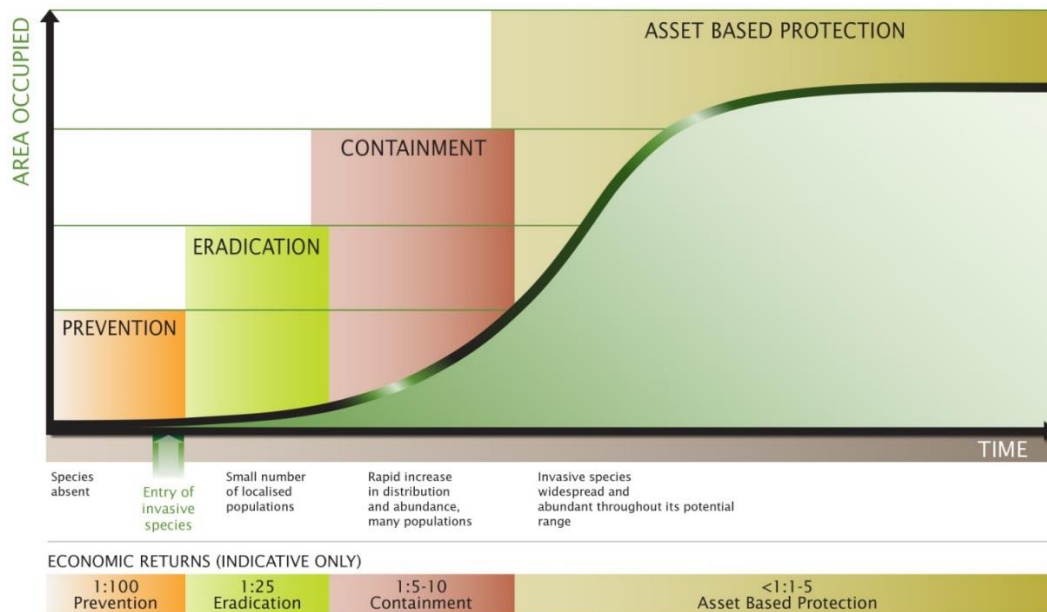 AREA OCCUPIED
ASSET BASED PROTECTION
CONTAINMENT
ERADICATION
PREVENTION
TIME
Species
absent
Entry of
invasive
species
Small number
of localised
populations
Rapid increase
in distribution
and abundance,
many populations
Invasive species
widespread and
abundant throughout its potential
range
ECONOMIC RETURNS (INDICATIVE ONLY)
1:100
Prevention
1:25
Eradication
1:5-10
Containment
<1:1-5
Asset Based Protection